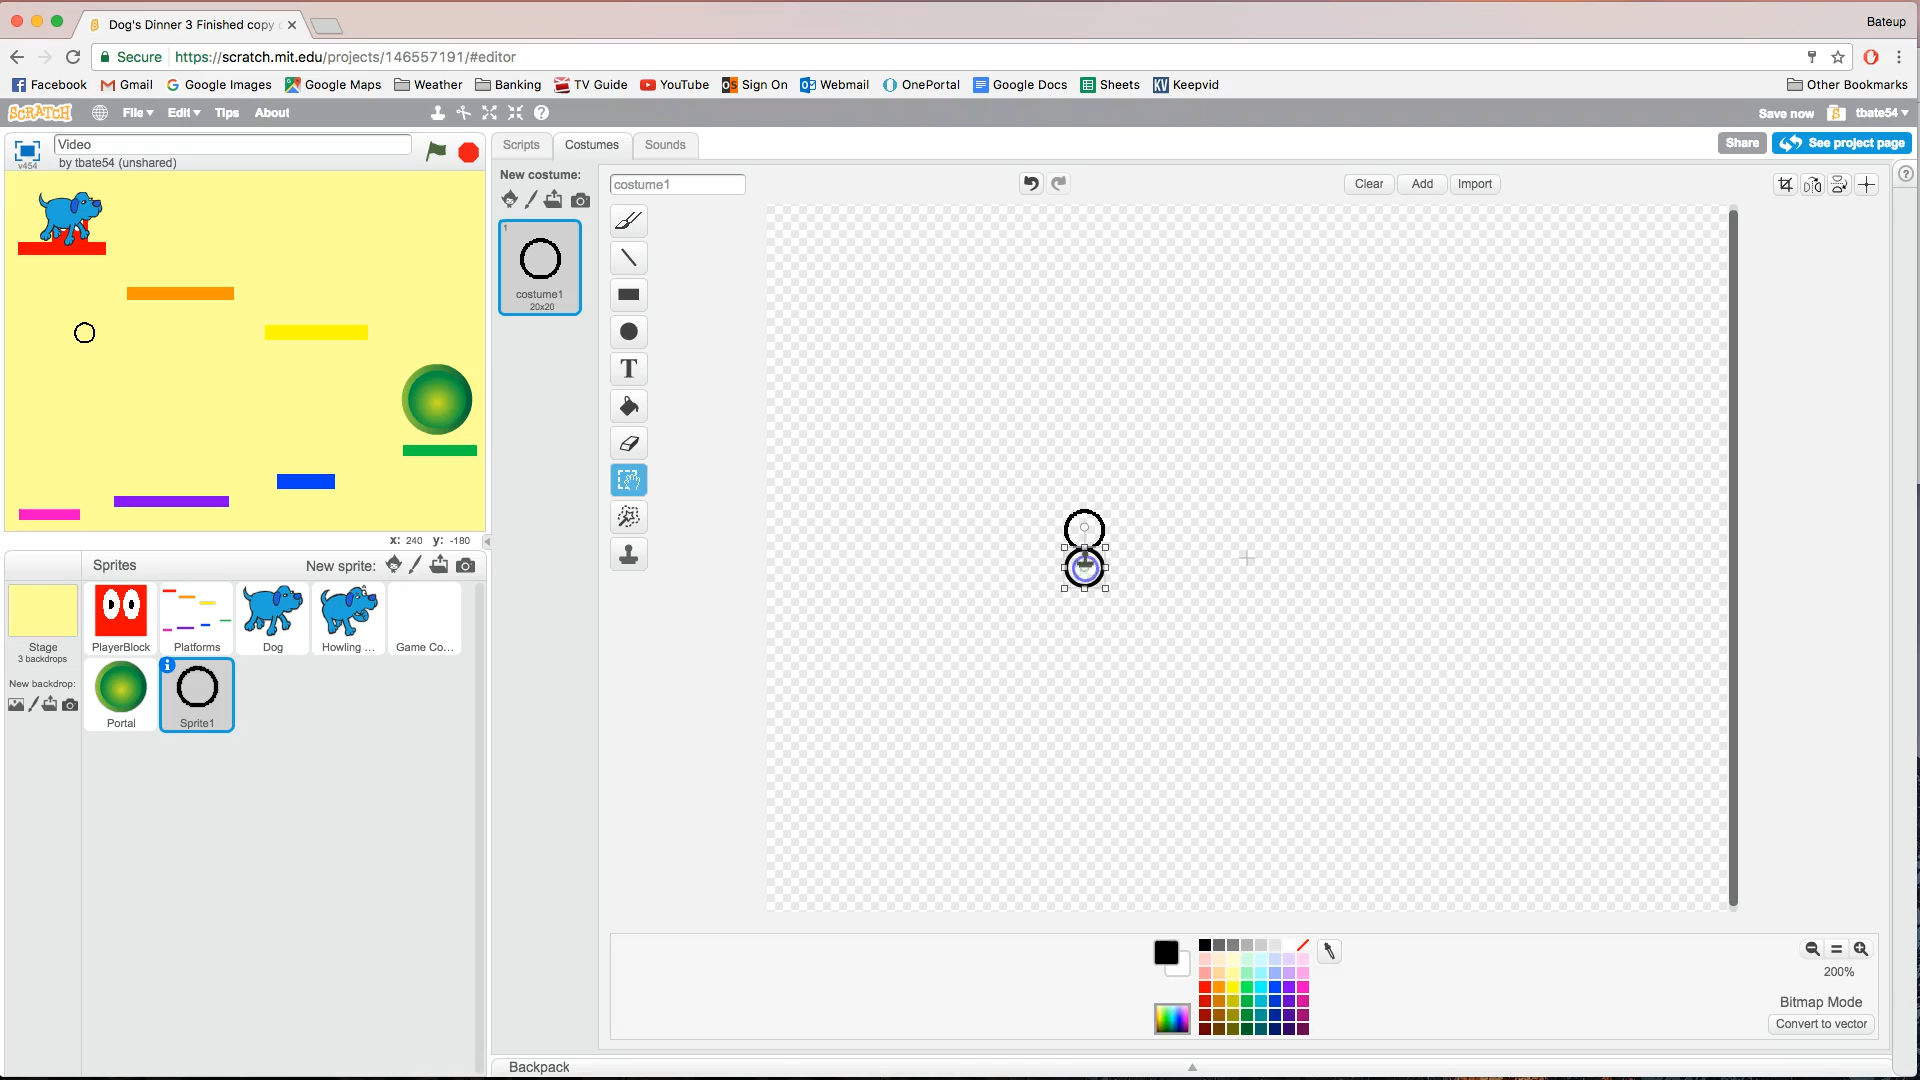 Dog's Dinner 3 Finished copy
Bateup
Secure
https://scratch.mit.edu/projects/146557191/#editor
Facebook
Gmail
Google Images
Google Maps
Weather
Banking
TV Guide
YouTube
Sign On
Webmail
OnePortal
Google Docs
Sheets
KV Keepvid
Other Bookmarks
SCRATCH
File
Edit
Tips
About
Save now
tbate54
Video
by tbate54 (unshared)
v454
Scripts
Costumes
Sounds
Share
See project page
New costume:
costume1
Clear
Add
Import
1
costume1
20x20
T
x: 240 y: -180
Sprites
New sprite:
Stage
3 backdrops
New backdrop:
PlayerBlock
Platforms
Dog
Howling ...
Game Co...
Portal
Sprite1
200%
Bitmap Mode
Convert to vector
Backpack